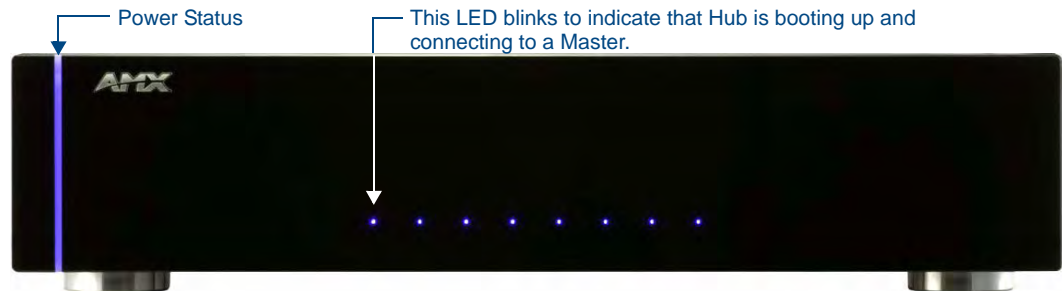 Power Status
This LED blinks to indicate that Hub is booting up and
connecting to a Master.
AMX